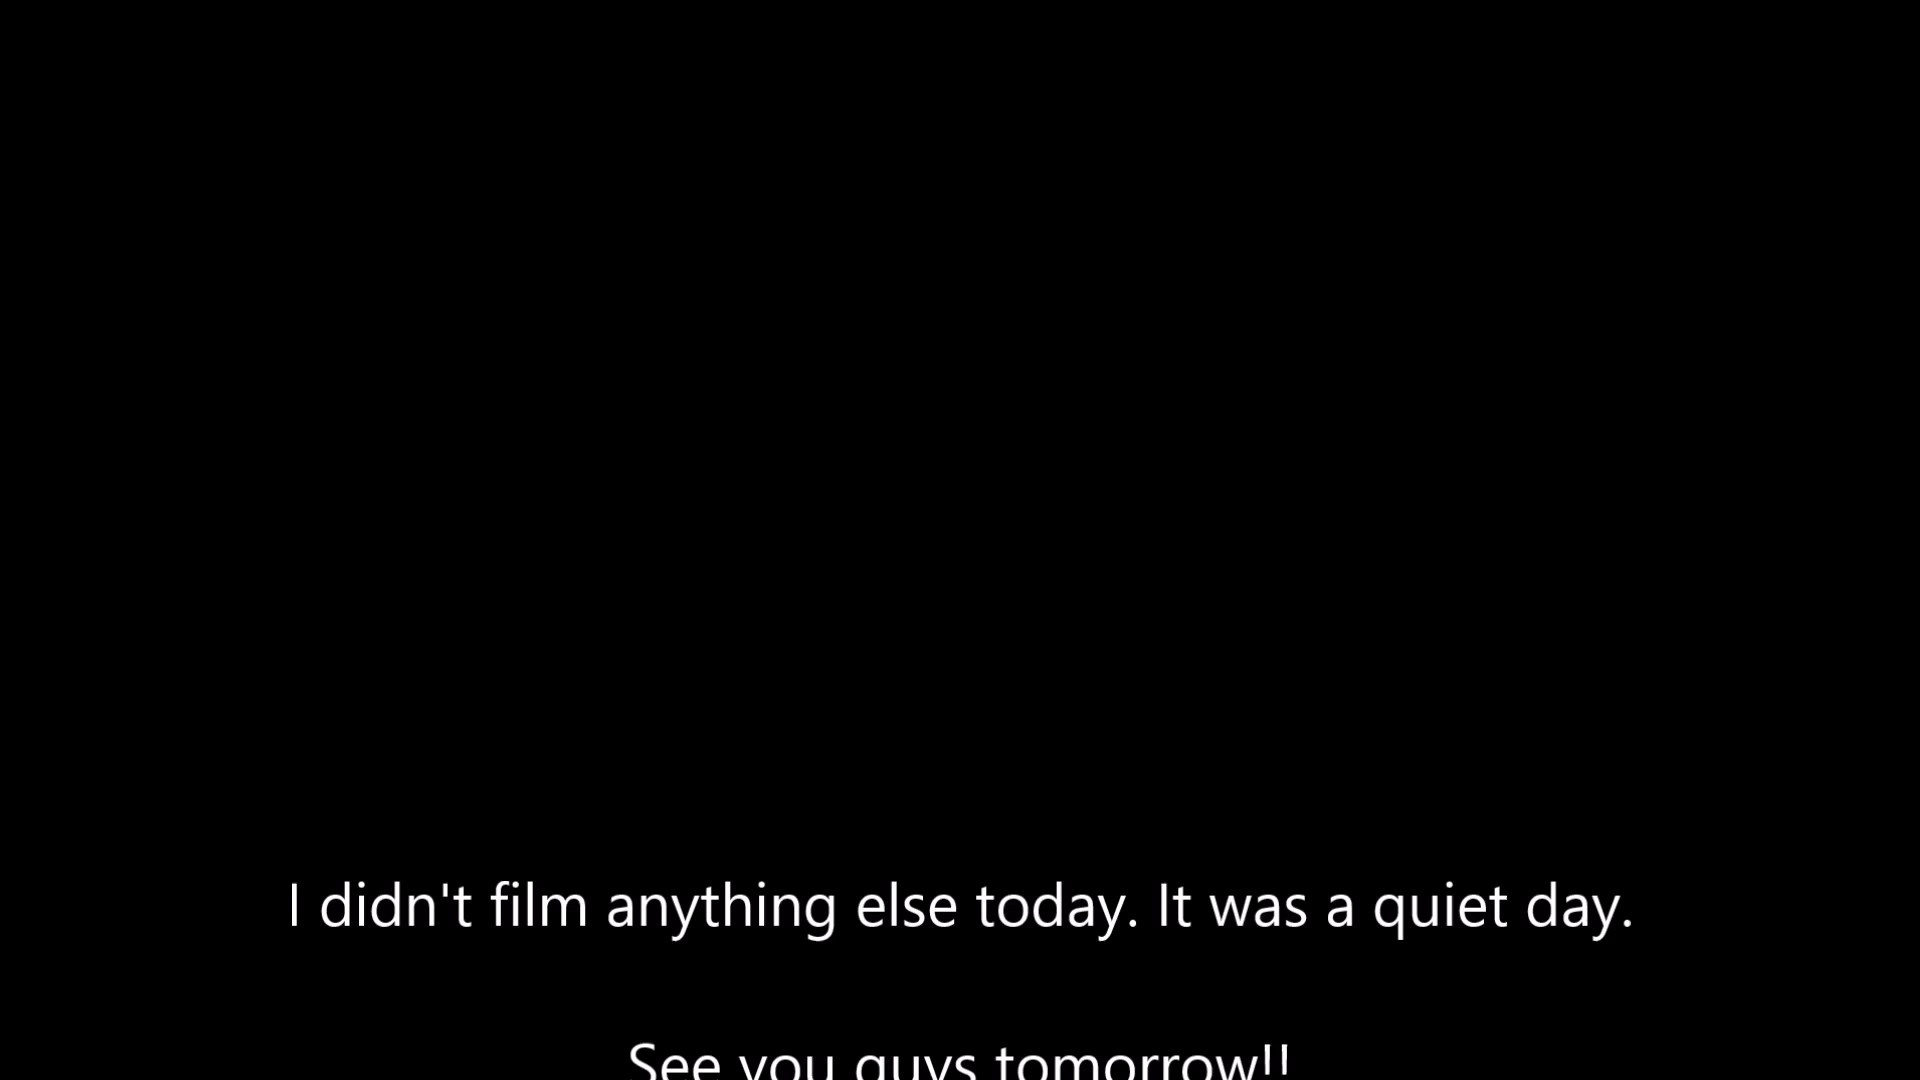 I didn't film anything else today. It was a quiet day.
See you guys tomorrow!!